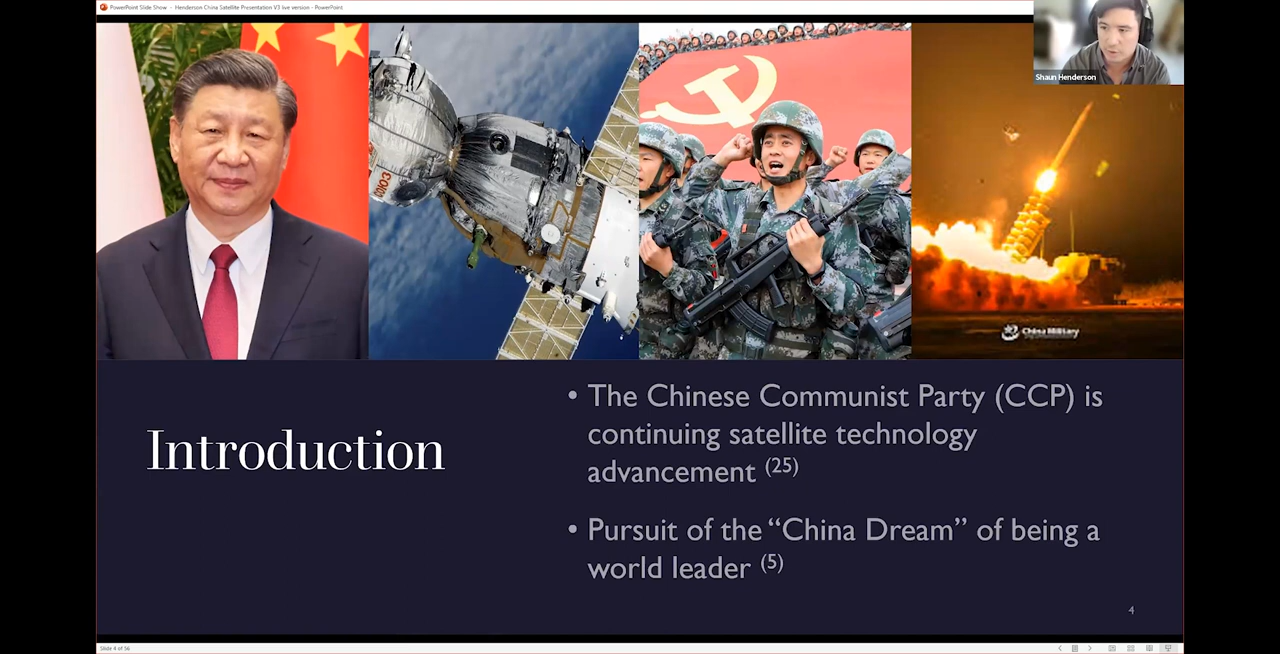 PowerPoint Slide Show - Henderson China Satellite Presentation V3 live version - PowerPoint
Shaun Henderson
СОЮЗ
China Military
Introduction
• The Chinese Communist Party (CCP) is
continuing satellite technology
advancement (25)
• Pursuit of the “China Dream” of being a
world leader (5)
4
Slide 4 of 56